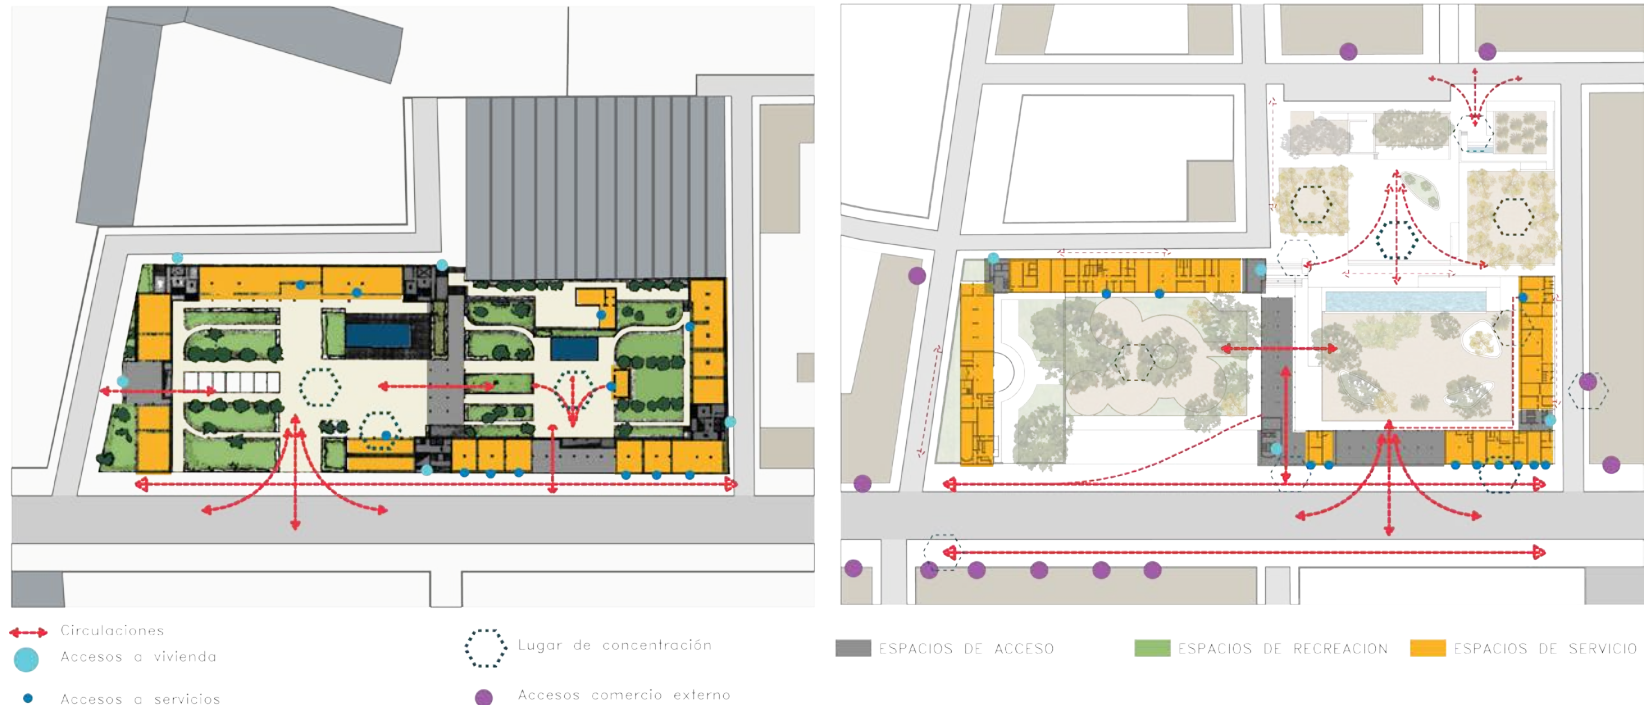 Circulaciones
Accesos a vivienda
Accesos a servicios
Lugar de concentración
Accesos comercio externo
ESPACIOS DE ACCESO
ESPACIOS DE RECREACION
ESPACIOS DE SERVICIO